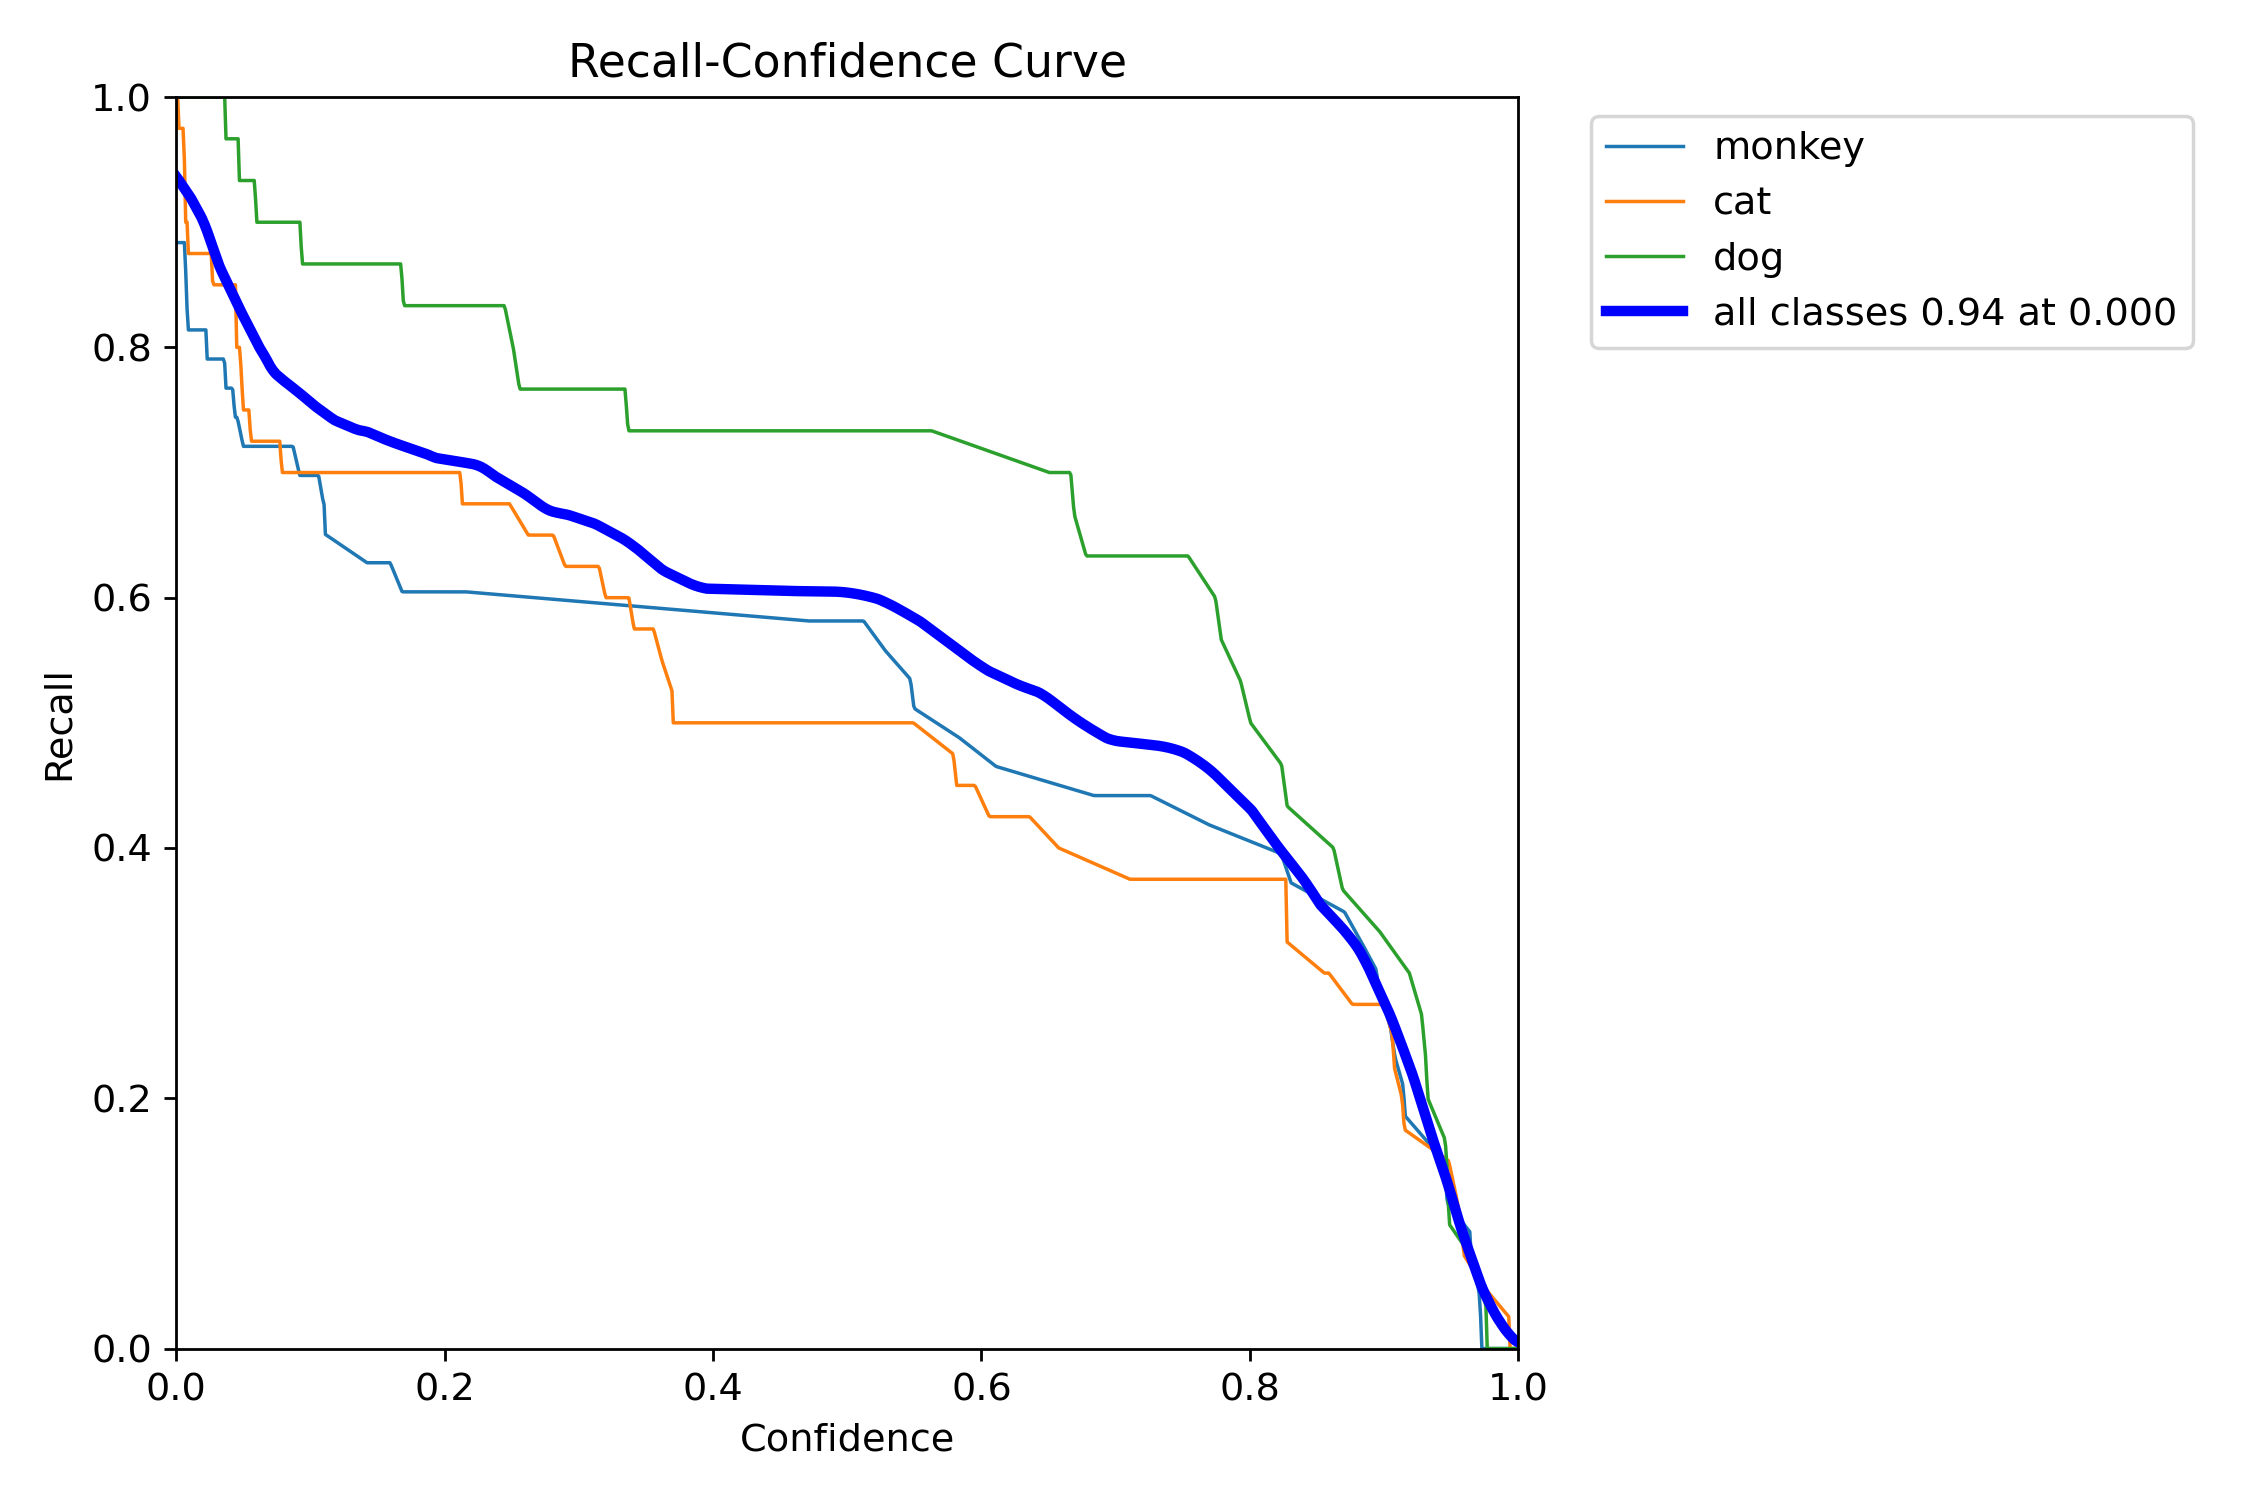 Recall-Confidence Curve
1.0
0.8
0.6
0.4
0.2
0.0
Recall
0.0 0.2 0.4 0.6 0.8 1.0
Confidence
monkey
cat
dog
all classes 0.94 at 0.000